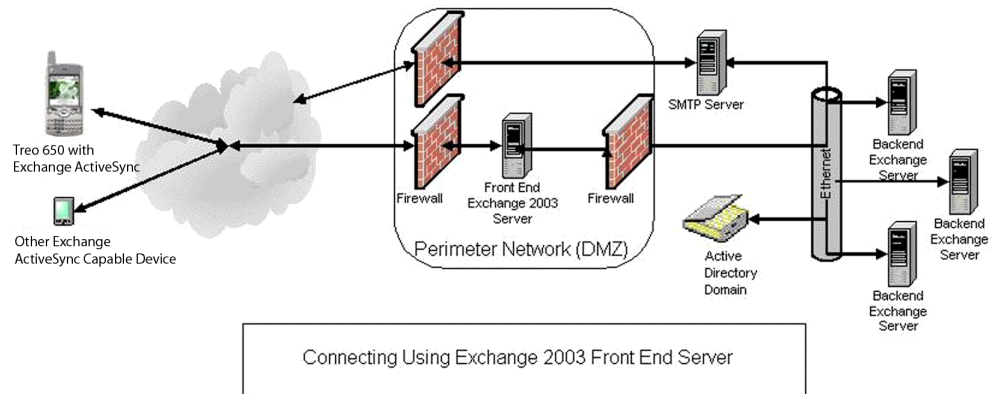 Treo 650 with
Exchange ActiveSync
Other Exchange
ActiveSync Capable Device
Firewall
Front End
Exchange 2003
Server
Firewall
Perimeter Network (DMZ)
SMTP Server
Ethernet
Backend
Exchange
Server
Backend
Exchange
Server
Backend
Exchange
Server
Active
Directory
Domain
Connecting Using Exchange 2003 Front End Server